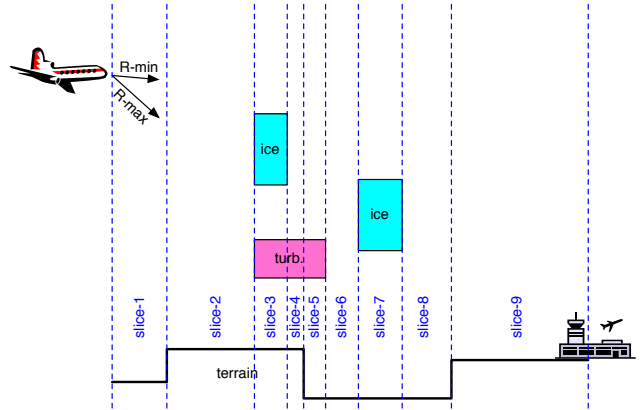 R-min
R-max
ice
ice
turb.
slice-1
slice-2
slice-3
slice-4
slice-5
slice-6
slice-7
slice-8
slice-9
terrain